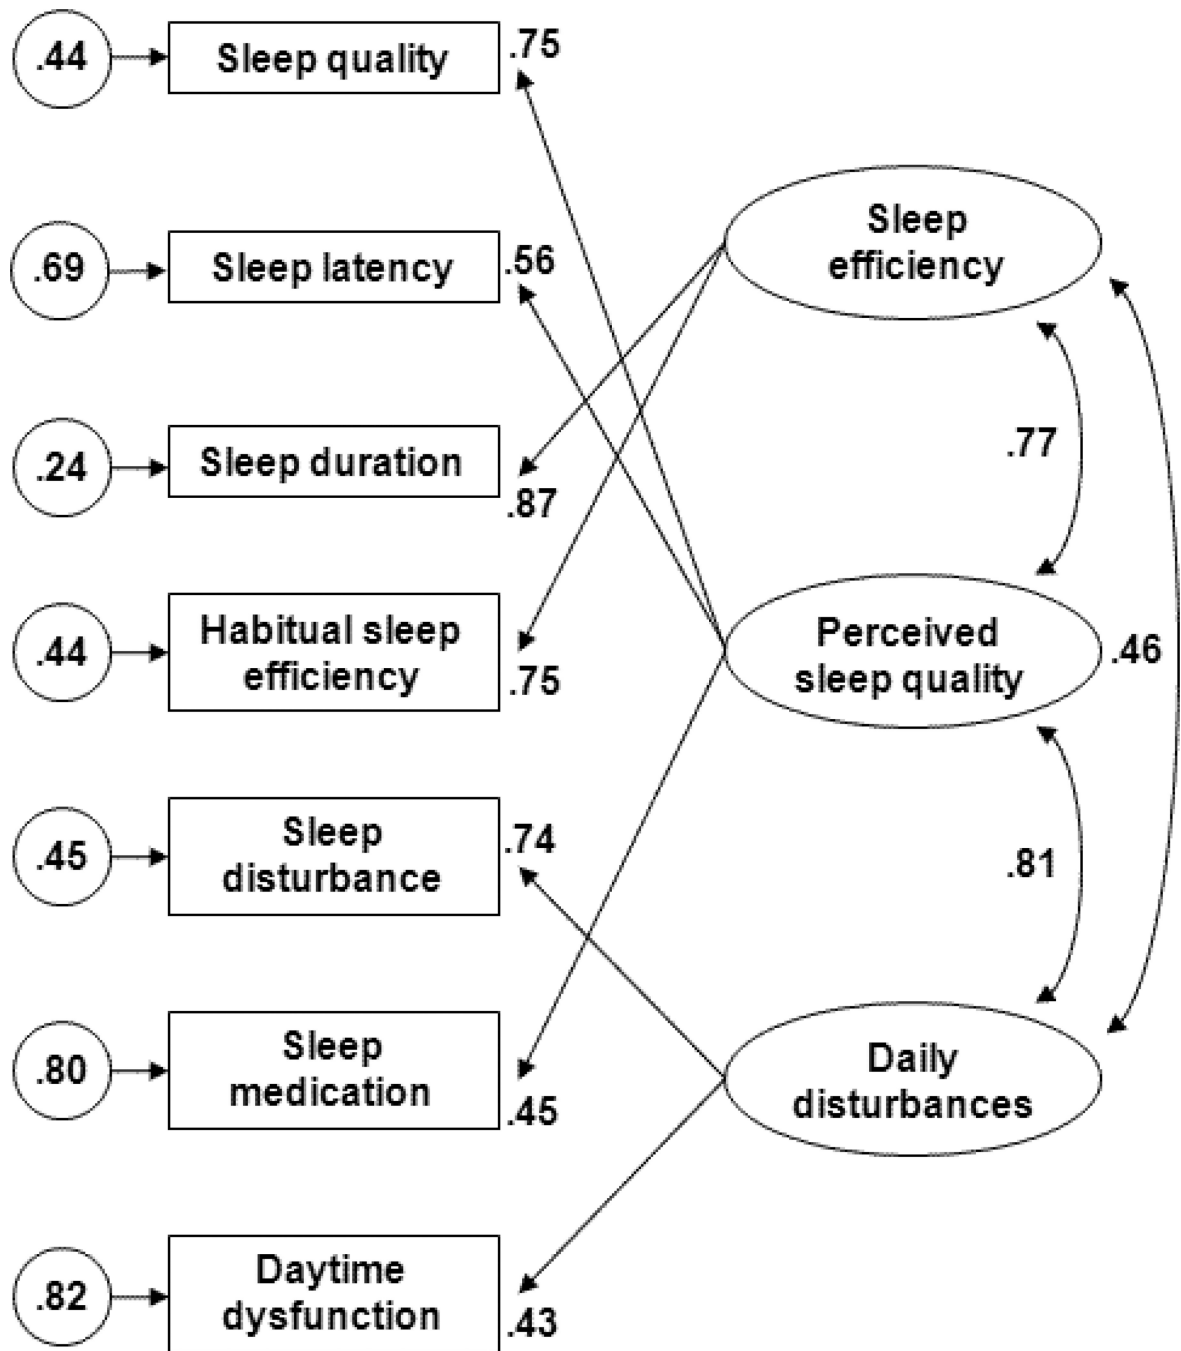 .44
Sleep quality
.75
.69
Sleep latency
.56
.24
Sleep duration
.87
.44
Habitual sleep
efficiency
.75
.45
Sleep
disturbance
.74
.80
Sleep
medication
.45
.82
Daytime
dysfunction
.43
Sleep
efficiency
.77
Perceived
sleep quality
.46
.81
Daily
disturbances